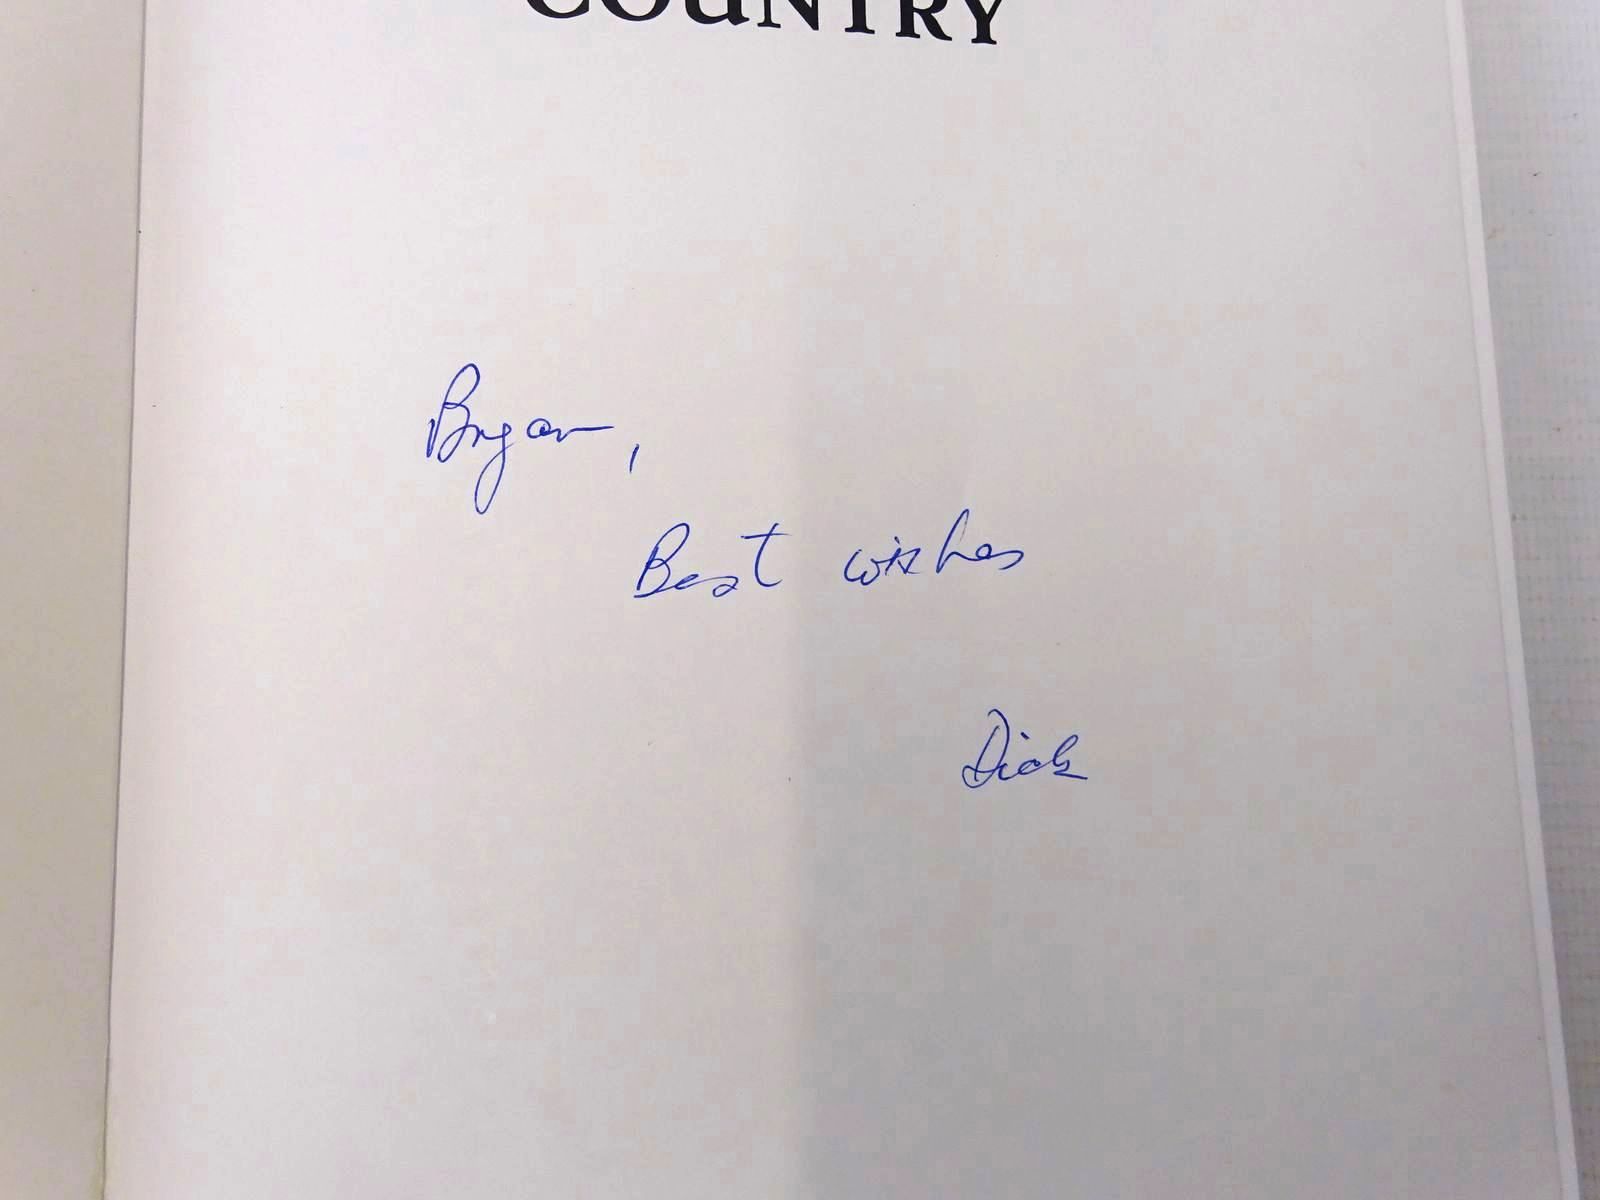 COUNTRY
Bryan,
Best wishes
Dick